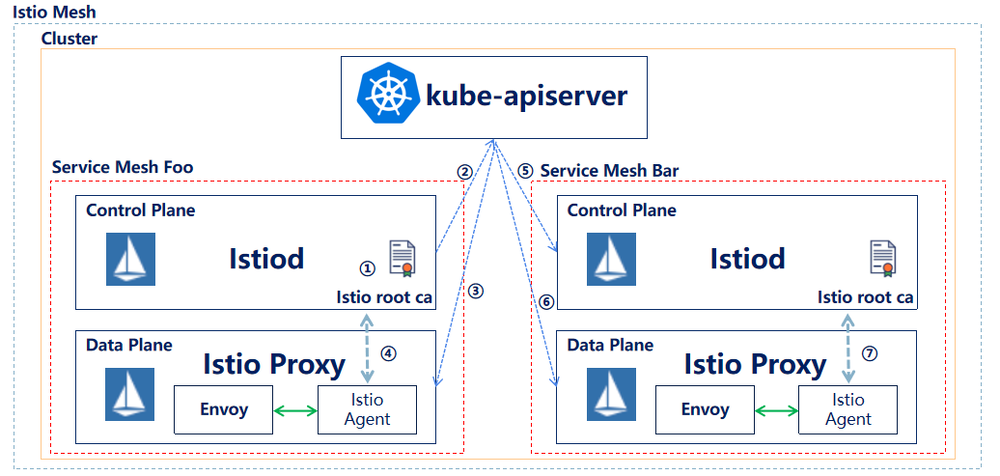 Istio Mesh
Cluster
kube-apiserver
Service Mesh Foo
②
⑤
Service Mesh Bar
Control Plane
Istiod
①
Istio root ca
③
Control Plane
Istiod
Istio root ca
⑥
④
⑦
Data Plane
Istio Proxy
Envoy
Istio
Agent
Data Plane
Istio Proxy
Envoy
Istio
Agent